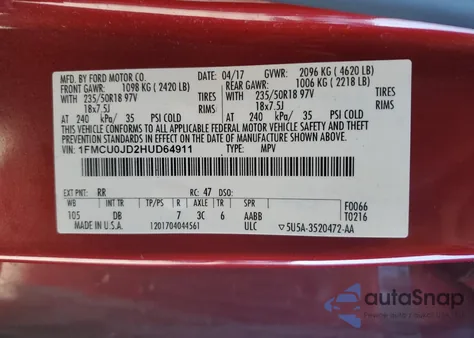 MFD. BY FORD MOTOR CO. 04/17 GVWR: 2096 KG (4620 LB)
FRONT GAWR: 1098 KG (2420 LB) REAR GAWR: 1006 KG (2218 LB)
WITH 235/50R18 97V TIRES WITH 235/50R18 97V TIRES
18x7.5J RIMS 18x7.5J RIMS
AT 240 kPa/ 35 PSI COLD AT 240 kPa/ 35 PSI COLD
THIS VEHICLE CONFORMS TO ALL APPLICABLE FEDERAL MOTOR VEHICLE
SAFETY AND THEFT PREVENTION STANDARDS IN EFFECT ON THE DATE OF MANUFACTURE SHOWN ABOVE.
VIN: 1FMCU0JD2HUD64911 TYPE: MPV
EXT PNT: RR RC: 47 DSO: F0066
WB INT TR TP/PS R AXLE TR SPR T0216
105 DB 7 3C 6 AABB
MADE IN U.S.A. 1201704044561 ULC 5U5A-3520472-AA
autoSnap